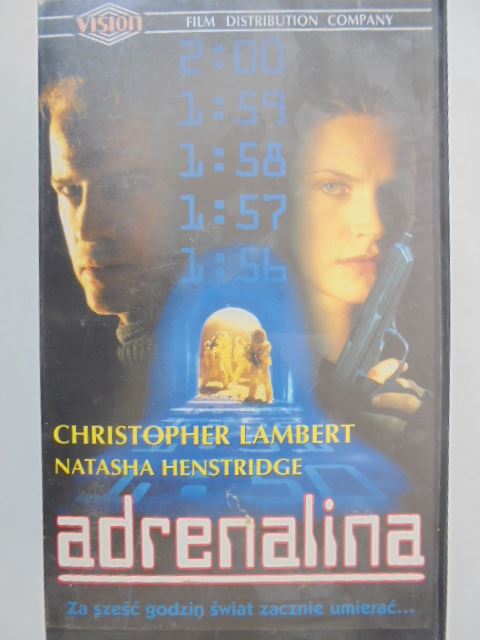 VISION FILM DISTRIBUTION COMPANY
2:00
1:59
1:58
1:57
1:56
CHRISTOPHER LAMBERT
NATASHA HENSTRIDGE
adrenalina
Za sześć godzin świat zacznie umierać...